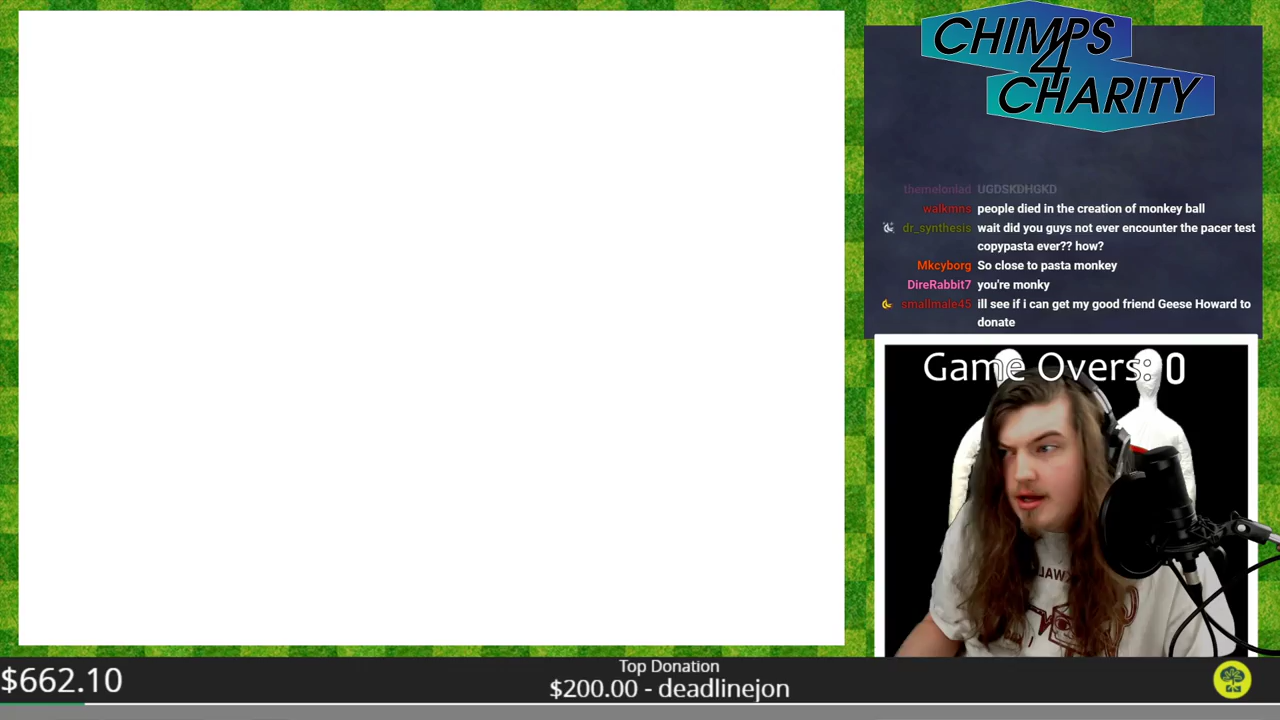 CHIMPS
4
CHARITY
themelonlad UGDSKDHGKD
walkmns people died in the creation of monkey ball
dr_synthesis wait did you guys not ever encounter the pacer test
copypasta ever?? how?
Mkcyborg So close to pasta monkey
DireRabbit7 you're monky
smallmale45 ill see if i can get my good friend Geese Howard to
donate
Game Overs: 0
$662.10
Top Donation
$200.00 - deadlinejon